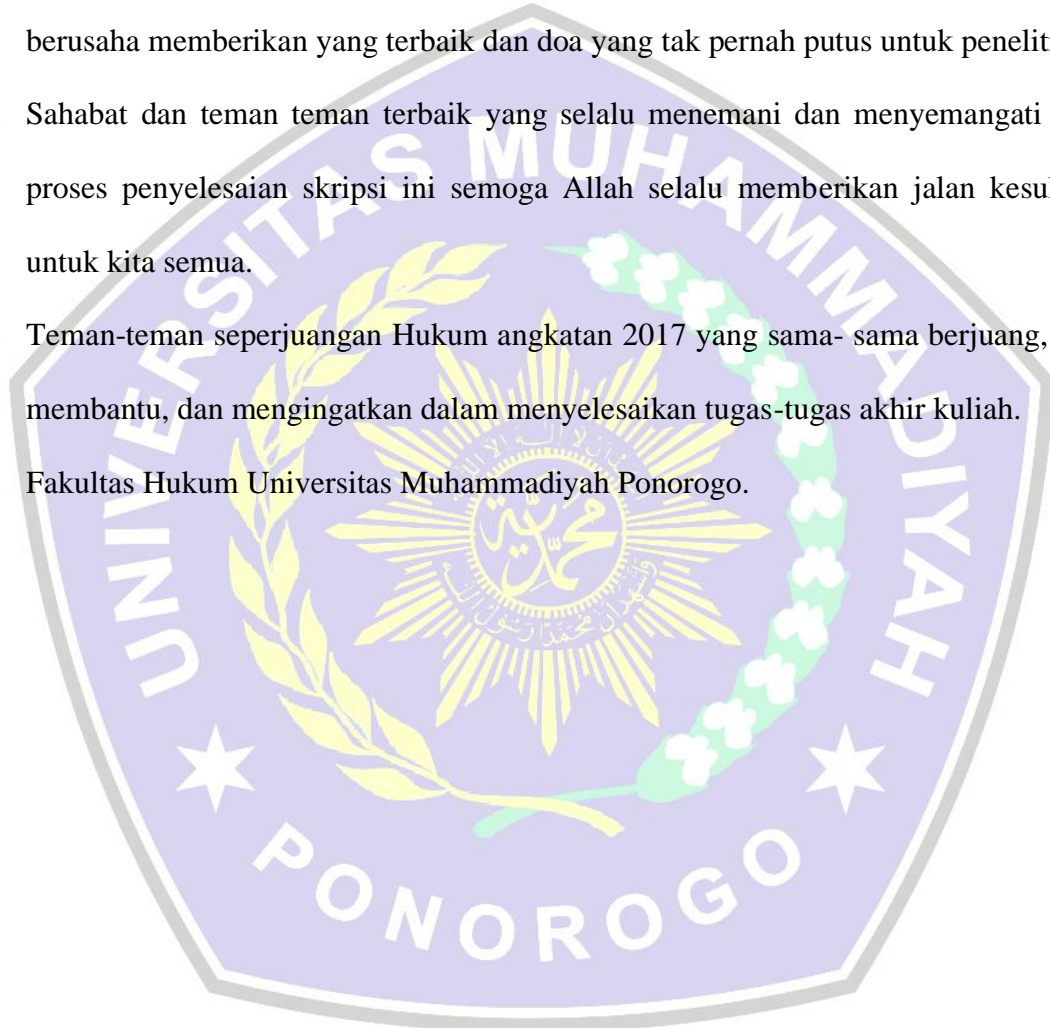 berusaha memberikan yang terbaik dan doa yang tak pernah putus untuk peneliti
Sahabat dan teman teman terbaik yang selalu menemani dan menyemangati
proses penyelesaian skripsi ini semoga Allah selalu memberikan jalan
untuk kita semua.
Teman-teman seperjuangan Hukum angkatan 2017 yang sama- sama berjuang,
membantu, dan mengingatkan dalam menyelesaikan tugas-tugas akhir kuliah.
Fakultas Hukum Universitas Muhammadiyah Ponorogo.
UNIVERSITAS MUHAMMADIYAH
PONOROGO
محمدية